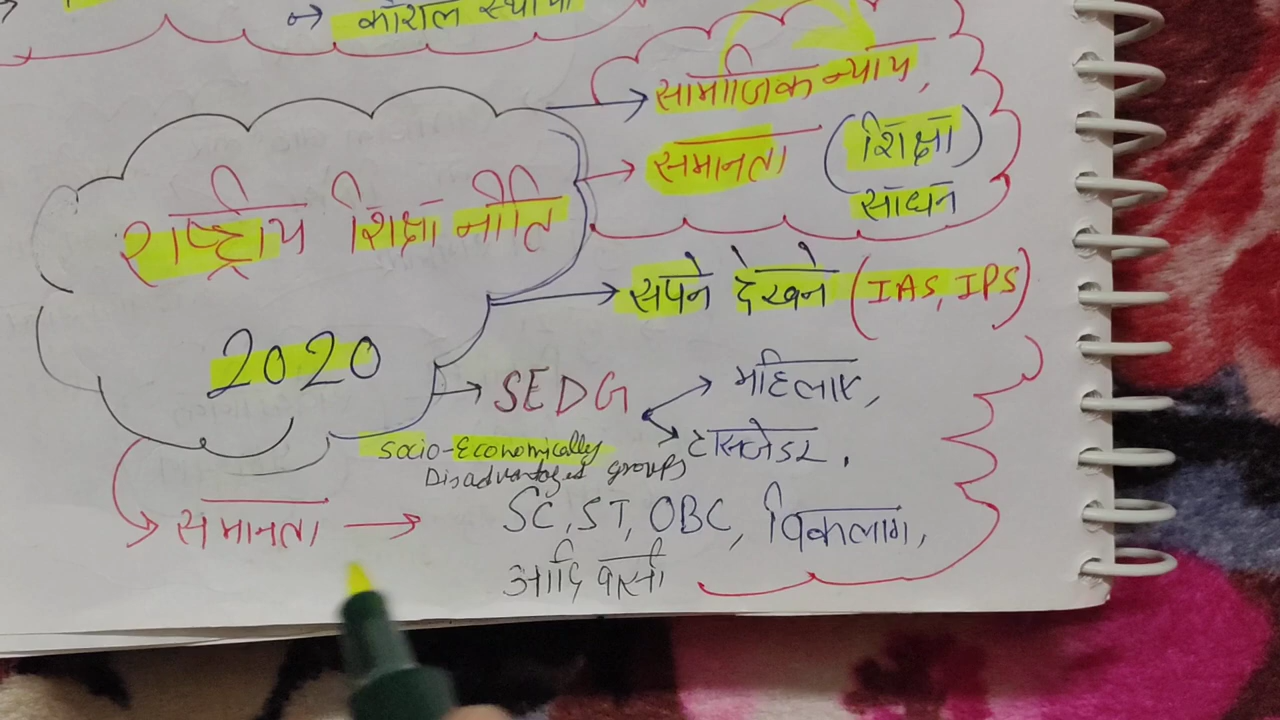 → कौशल स्थायी
→ सामाजिक न्याय,
→ समानता (शिक्षा)
साधन
राष्ट्रीय शिक्षा नीति
2020
→ सपने देखने (IAS, IPS)
→ SEDG → महिलाए,
Socio-Economically → ट्रांसजेंडर,
Disadvantaged groups
→ समानता → SC, ST, OBC, विकलांग,
आदिवासी